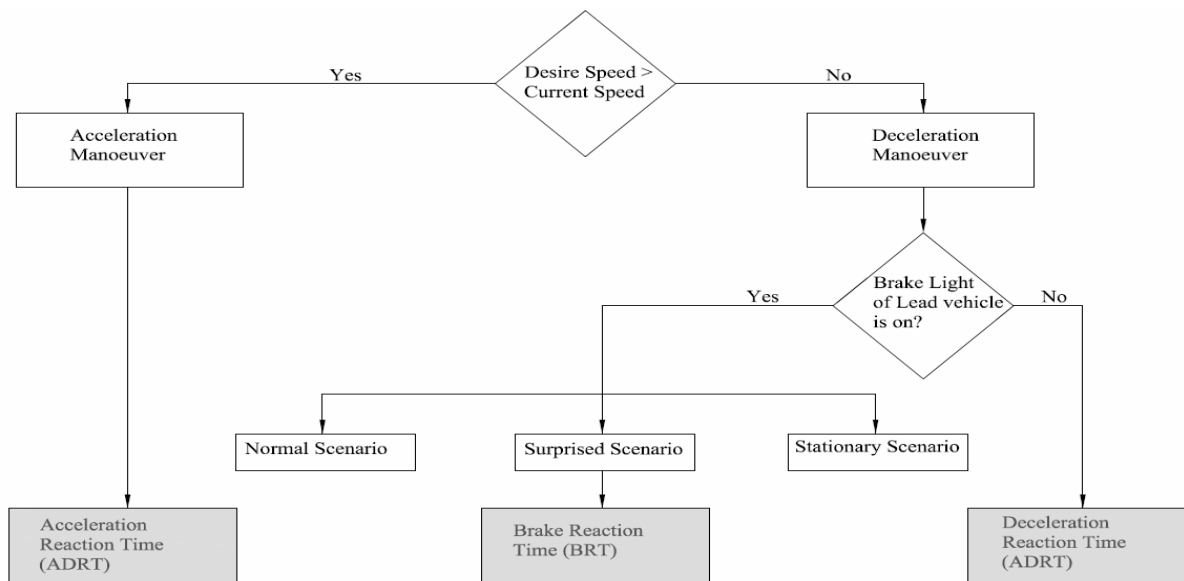 Desire Speed >
Current Speed
Yes
No
Acceleration
Manoeuver
Deceleration
Manoeuver
Brake Light
of Lead vehicle
is on?
Yes
No
Normal Scenario
Surprised Scenario
Stationary Scenario
Acceleration
Reaction Time
(ADRT)
Brake Reaction
Time (BRT)
Deceleration
Reaction Time
(ADRT)